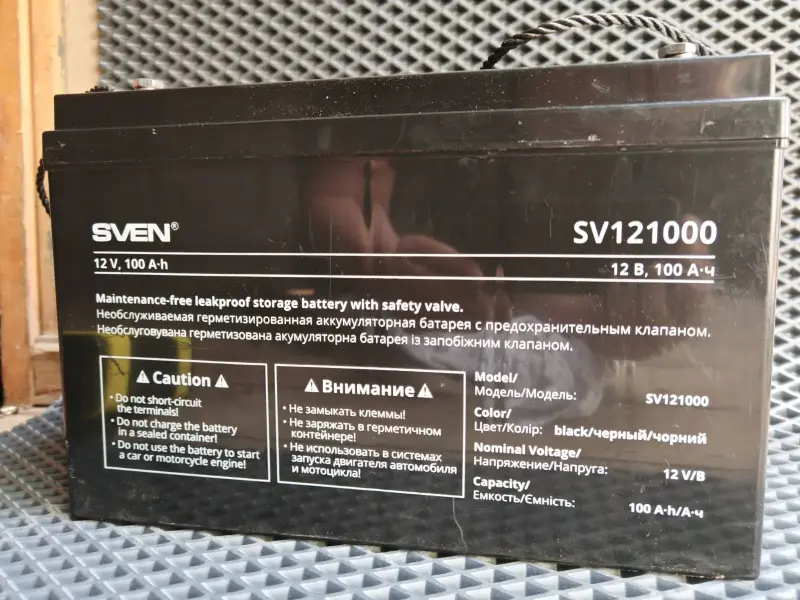 SVEN®
SV121000
12 V, 100 A·h
12 В, 100 А·ч
Maintenance-free leakproof storage battery with safety valve.
Необслуживаемая герметизированная аккумуляторная батарея с предохранительным клапаном.
Необслуговувана герметизована акумуляторна батарея із запобіжним клапаном.
Caution
• Do not short-circuit
the terminals!
• Do not charge the battery
in a sealed container!
• Do not use the battery to start
a car or motorcycle engine!
Внимание
• Не замыкать клеммы!
• Не заряжать в герметичном
контейнере!
• Не использовать в системах
запуска двигателя автомобиля
и мотоцикла!
Model/
Модель/Модель: SV121000
Color/
Цвет/Колір: black/черный/чорний
Nominal Voltage/
Напряжение/Напруга: 12 V/В
Capacity/
Емкость/Ємність: 100 A·h/А·ч